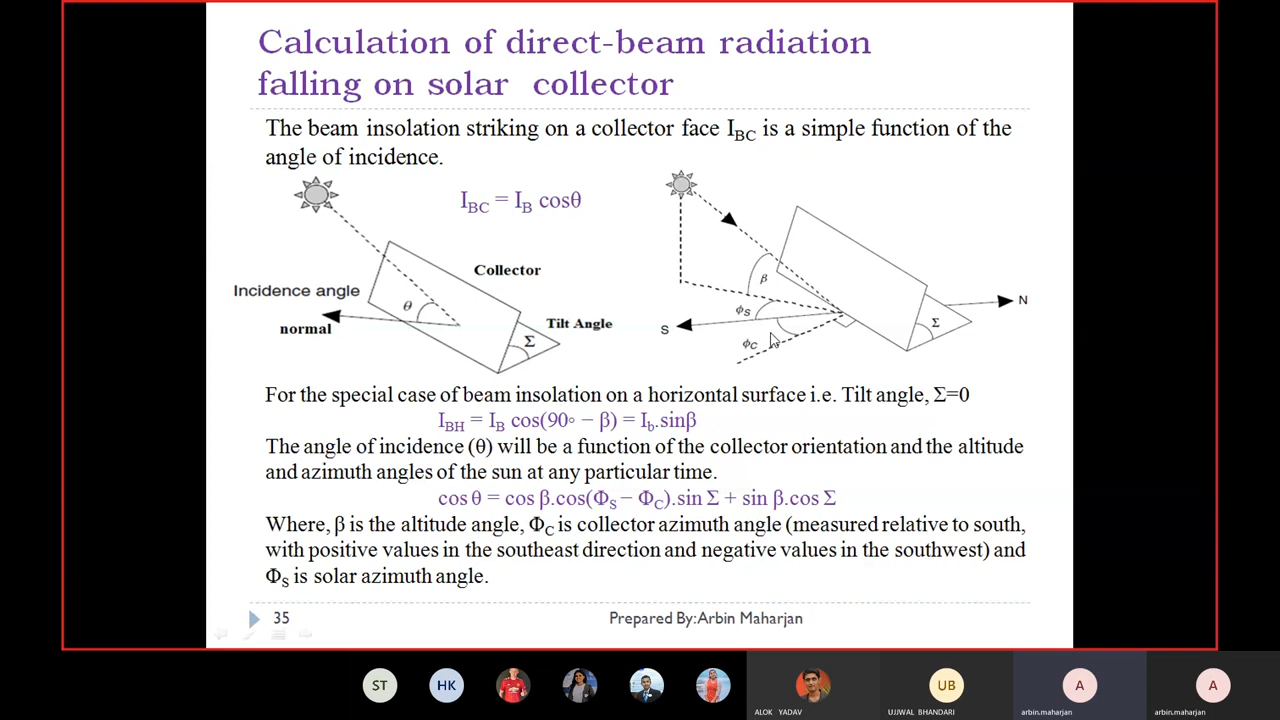 Calculation of direct-beam radiation
falling on solar collector
The beam insolation striking on a collector face I_BC is a simple function of the
angle of incidence.
I_BC = I_B cosθ
Collector
Incidence angle
θ
normal
Tilt Angle
Σ
β
ϕS
S
ϕC
N
Σ
For the special case of beam insolation on a horizontal surface i.e. Tilt angle, Σ=0
I_BH = I_B cos(90◦ − β) = I_b.sinβ
The angle of incidence (θ) will be a function of the collector orientation and the altitude
and azimuth angles of the sun at any particular time.
cos θ = cos β.cos(Φ_S − Φ_C).sin Σ + sin β.cos Σ
Where, β is the altitude angle, Φ_C is collector azimuth angle (measured relative to south,
with positive values in the southeast direction and negative values in the southwest) and
Φ_S is solar azimuth angle.
35
Prepared By:Arbin Maharjan
ST
HK
UB
A
A
ALOK YADAV
UJJWAL BHANDARI
arbin.maharjan
arbin.maharjan